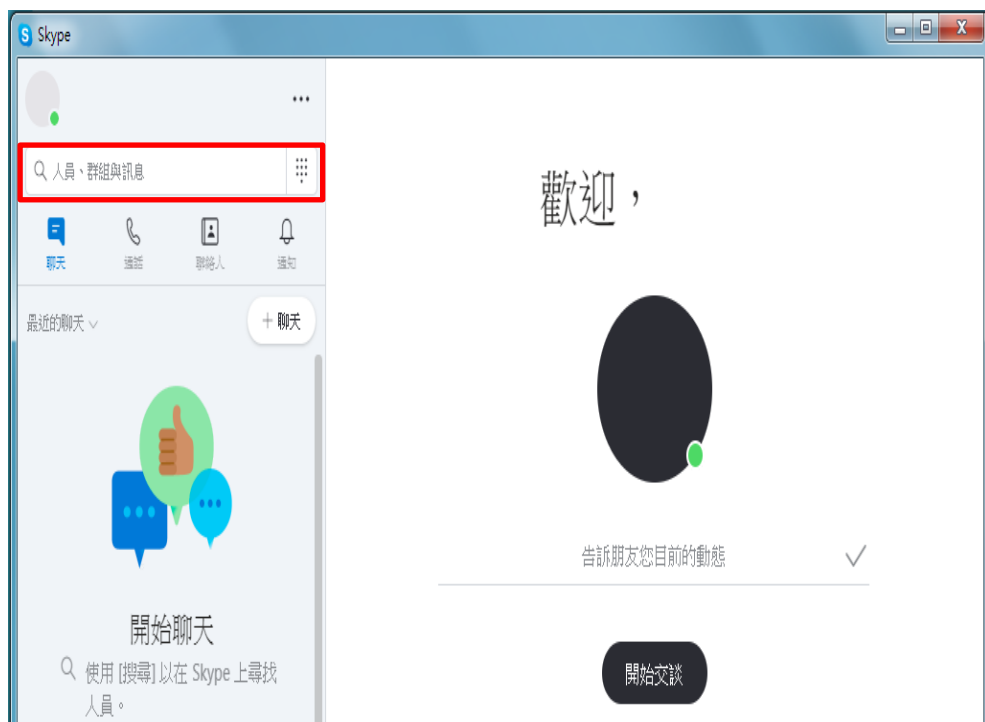 Skype
人員、群組與訊息
聊天
通話
聯絡人
通知
最近的聊天
+ 聊天
開始聊天
使用 [搜尋] 以在 Skype 上尋找
人員。
歡迎，
告訴朋友您目前的動態
開始交談